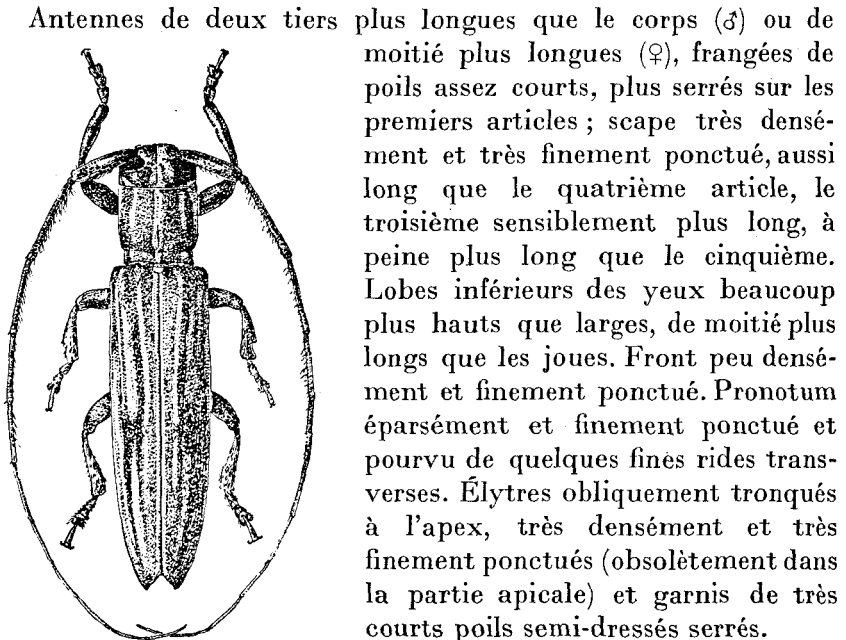 Antennes de deux tiers plus longues que le corps (♂) ou de
moitié plus longues (♀), frangées de
poils assez courts, plus serrés sur les
premiers articles ; scape très densé-
ment et très finement ponctué, aussi
long que le quatrième article, le
troisième sensiblement plus long, à
peine plus long que le cinquième.
Lobes inférieurs des yeux beaucoup
plus hauts que larges, de moitié plus
longs que les joues. Front peu densé-
ment et finement ponctué. Pronotum
éparsément et finement ponctué et
pourvu de quelques fines rides trans-
verses. Élytres obliquement tronqués
à l'apex, très densément et très
finement ponctués (obsolètement dans
la partie apicale) et garnis de très
courts poils semi-dressés serrés.